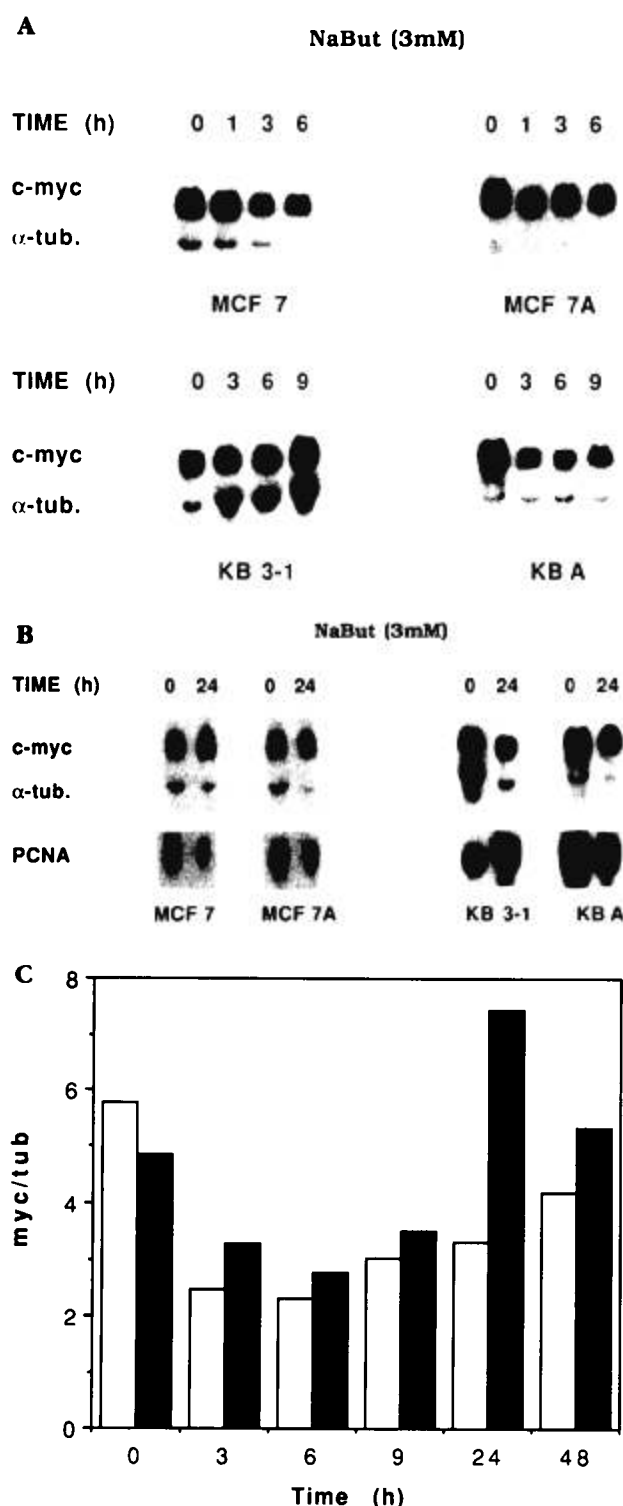 A
NaBut (3mM)
TIME (h) 0 1 3 6 0 1 3 6
c-myc
α-tub.
MCF 7 MCF 7A
TIME (h) 0 3 6 9 0 3 6 9
c-myc
α-tub.
KB 3-1 KB A
B
NaBut (3mM)
TIME (h) 0 24 0 24 0 24 0 24
c-myc
α-tub.
PCNA
MCF 7 MCF 7A KB 3-1 KB A
C
8
6
4
2
0
myc/tub
0 3 6 9 24 48
Time (h)